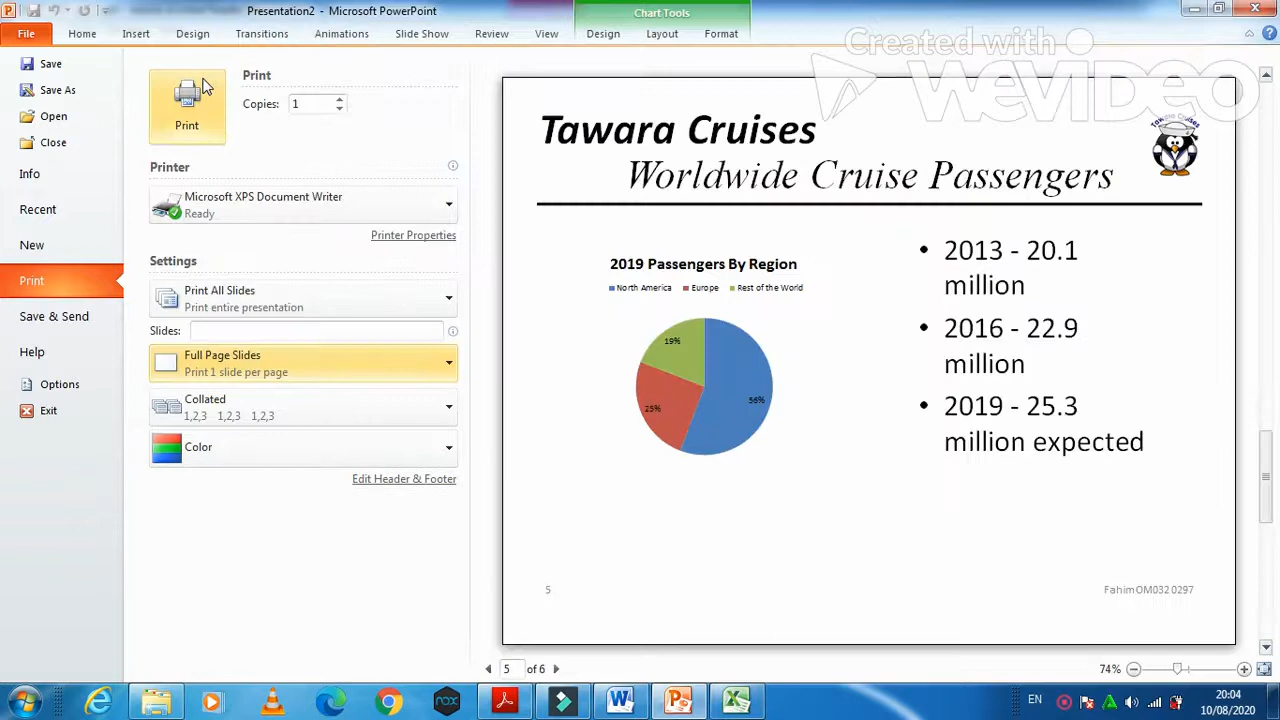 Presentation2 - Microsoft PowerPoint
Chart Tools
File Home Insert Design Transitions Animations Slide Show Review View Design Layout Format
Created with
WeVideo
Save
Save As
Open
Close
Info
Recent
New
Print
Save & Send
Help
Options
Exit
Print
Print
Copies: 1
Printer
Microsoft XPS Document Writer
Ready
Printer Properties
Settings
Print All Slides
Print entire presentation
Slides:
Full Page Slides
Print 1 slide per page
Collated
1,2,3 1,2,3 1,2,3
Color
Edit Header & Footer
Tawara Cruises
Worldwide Cruise Passengers
Tawara Cruises
2019 Passengers By Region
North America Europe Rest of the World
19%
25%
56%
• 2013 - 20.1
million
• 2016 - 22.9
million
• 2019 - 25.3
million expected
5
Fahim OM032 0297
5 of 6
74%
nox
EN
20:04
10/08/2020